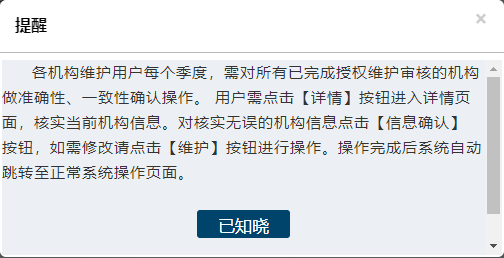 提醒
各机构维护用户每个季度，需对所有已完成授权维护审核的机构
做准确性、一致性确认操作。 用户需点击【详情】按钮进入详情页
面，核实当前机构信息。对核实无误的机构信息点击【信息确认】
按钮，如需修改请点击【维护】按钮进行操作。操作完成后系统自动
跳转至正常系统操作页面。
已知晓